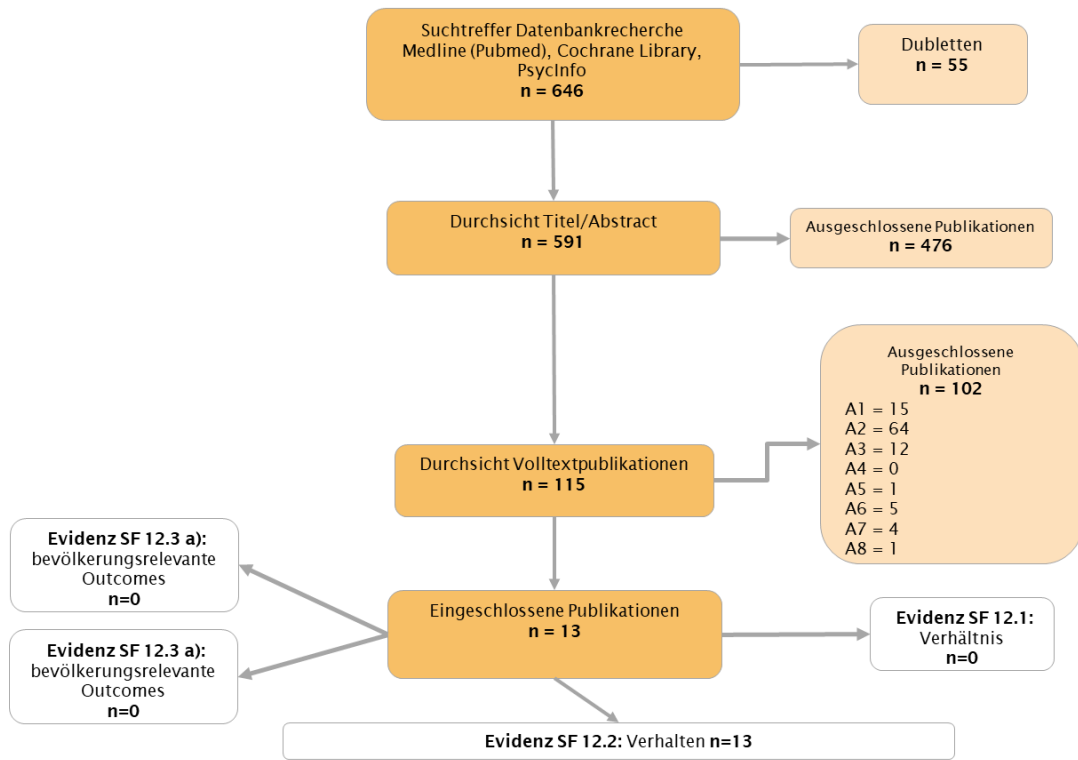 Suchtreffer Datenbankrecherche
Medline (Pubmed), Cochrane Library,
PsycInfo
n = 646
Dubletten
n = 55
Durchsicht Titel/Abstract
n = 591
Ausgeschlossene Publikationen
n = 476
Ausgeschlossene
Publikationen
n = 102
A1 = 15
A2 = 64
A3 = 12
A4 = 0
A5 = 1
A6 = 5
A7 = 4
A8 = 1
Durchsicht Volltextpublikationen
n = 115
Evidenz SF 12.3 a):
bevölkerungsrelevante
Outcomes
n=0
Eingeschlossene Publikationen
n = 13
Evidenz SF 12.1:
Verhältnis
n=0
Evidenz SF 12.3 a):
bevölkerungsrelevante
Outcomes
n=0
Evidenz SF 12.2: Verhalten n=13